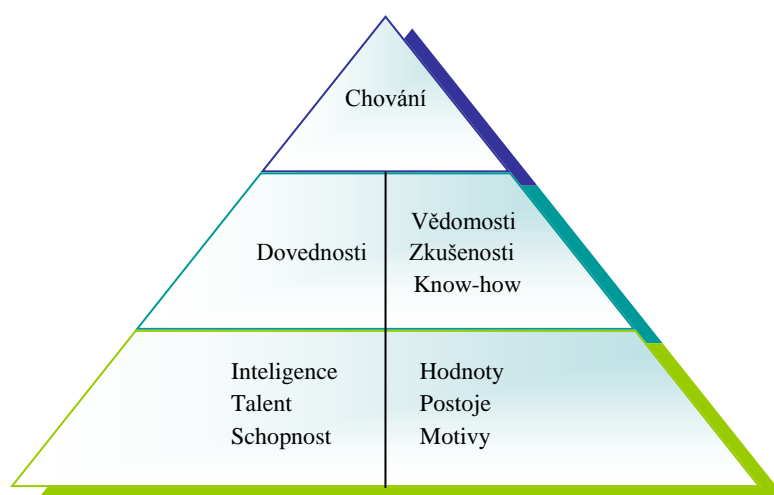 Chování
Dovednosti
Vědomosti
Zkušenosti
Know-how
Inteligence
Talent
Schopnost
Hodnoty
Postoje
Motivy